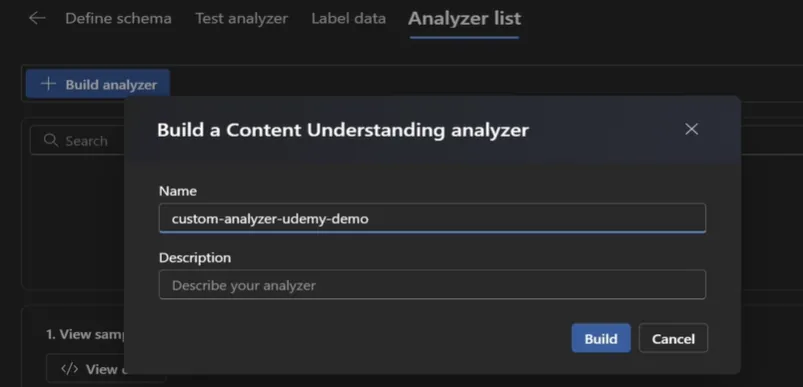 Define schema Test analyzer Label data Analyzer list
+ Build analyzer
Build a Content Understanding analyzer
Search
Name
custom-analyzer-udemy-demo
Description
Describe your analyzer
Build Cancel
1. View
</> View